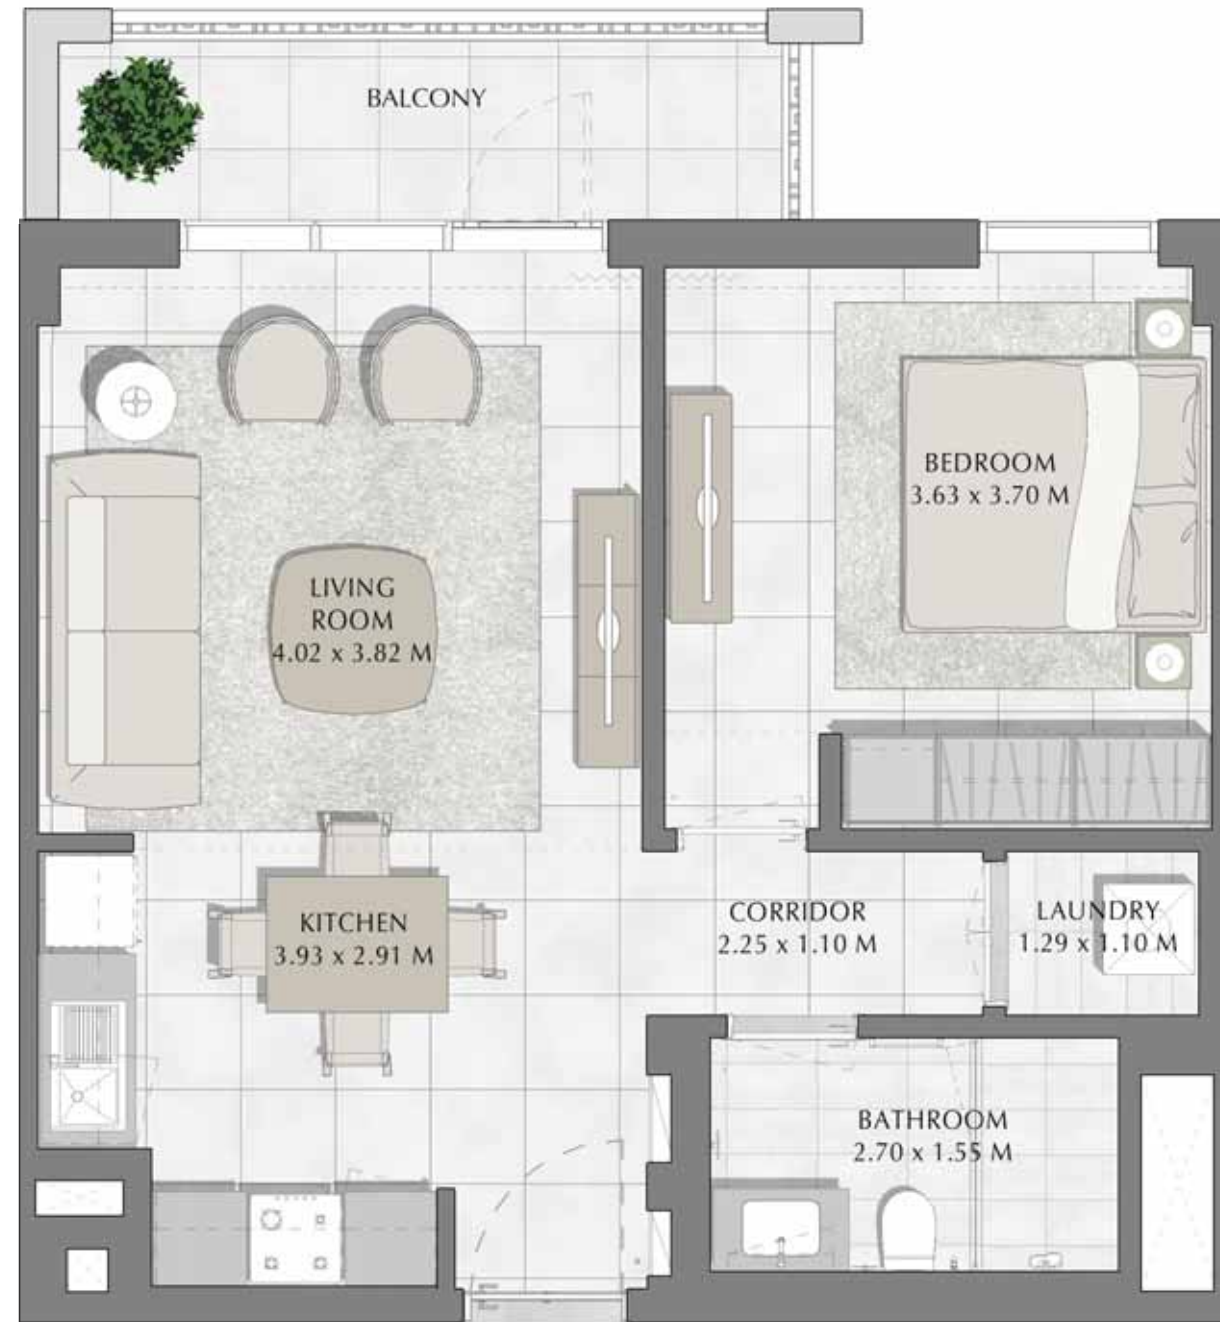 BALCONY
BEDROOM
3.63 x 3.70 M
LIVING
ROOM
4.02 x 3.82 M
KITCHEN
3.93 x 2.91 M
CORRIDOR
2.25 x 1.10 M
LAUNDRY
1.29 x 1.10 M
BATHROOM
2.70 x 1.55 M